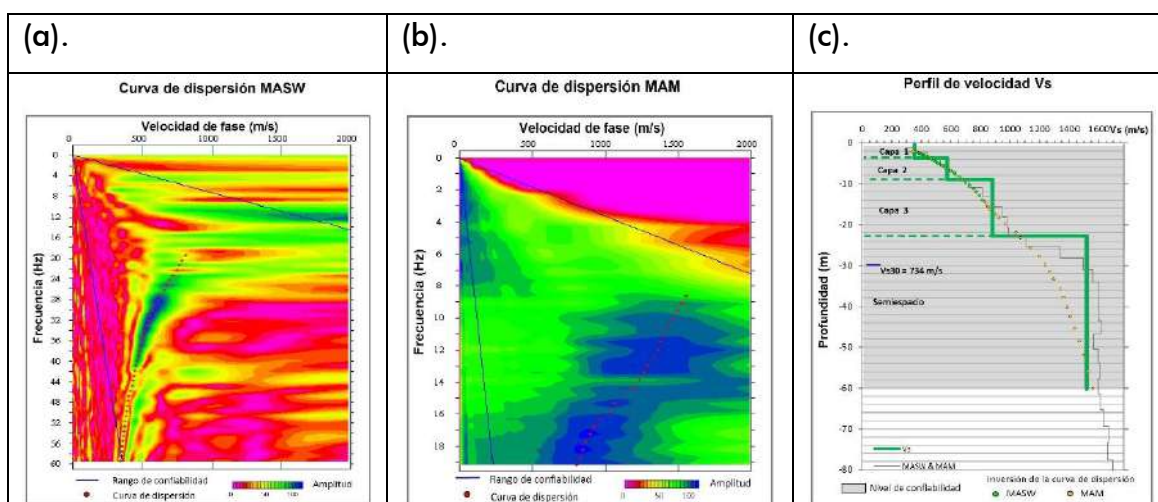 (a).
(b).
(c).
Curva de dispersión MASW
Velocidad de fase (m/s)
0 500 1000 1500 2000
Frecuencia (Hz)
0
4
8
12
16
20
24
28
32
36
40
44
48
52
56
60
Rango de confiabilidad
Curva de dispersión
Amplitud
0 50 100
Curva de dispersión MAM
Velocidad de fase (m/s)
0 500 1000 1500 2000
Frecuencia (Hz)
0
2
4
6
8
10
12
14
16
18
Rango de confiabilidad
Curva de dispersión
Amplitud
0 50 100
Perfil de velocidad Vs
0 200 400 600 800 1000 1200 1400 1600 Vs (m/s)
Profundidad (m)
0
-10
-20
-30
-40
-50
-60
-70
-80
Capa 1
Capa 2
Capa 3
Vs30 = 734 m/s
Semiespacio
Vs
MASW & MAM
Nivel de confiabilidad
Inversión de la curva de dispersión
MASW
MAM